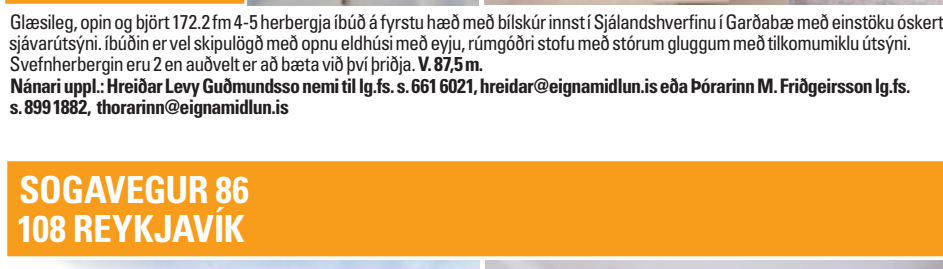 Glæsileg, opin og björt 172.2 fm 4-5 herbergja íbúð á fyrstu hæð með bílskúr innst í Sjálandshverfinu í Garðabæ með einstöku óskert
sjávarútsýni. íbúðin er vel skipulögð með opnu eldhúsi með eyju, rúmgóðri stofu með stórum gluggum með tilkomumiklu útsýni.
Svefnherbergin eru 2 en auðvelt er að bæta við því þriðja. V. 87,5 m.
Nánari uppl.: Hreiðar Levy Guðmundsso nemi til lg.fs. s. 661 6021, hreidar@eignamidlun.is eða Þórarinn M. Friðgeirsson lg.fs.
s. 899 1882, thorarinn@eignamidlun.is
SOGAVEGUR 86
108 REYKJAVÍK